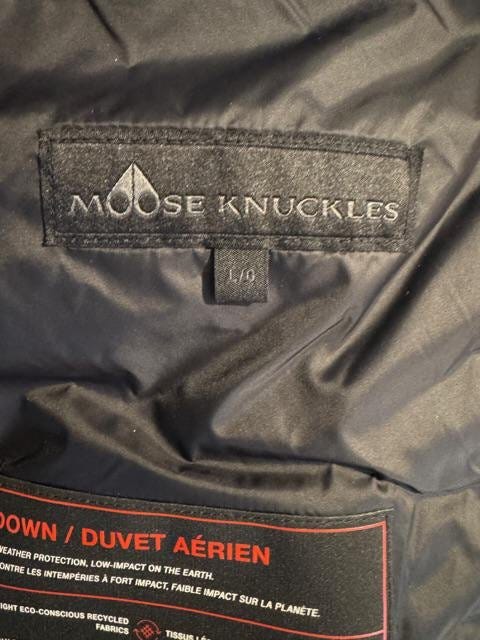 MOOSE KNUCKLES
L/G
DOWN / DUVET AÉRIEN
WEATHER PROTECTION, LOW-IMPACT ON THE EARTH.
CONTRE LES INTEMPÉRIES À FORT IMPACT, FAIBLE IMPACT SUR LA PLANÈTE.
ECO-CONSCIOUS RECYCLED
FABRICS
TISSUS